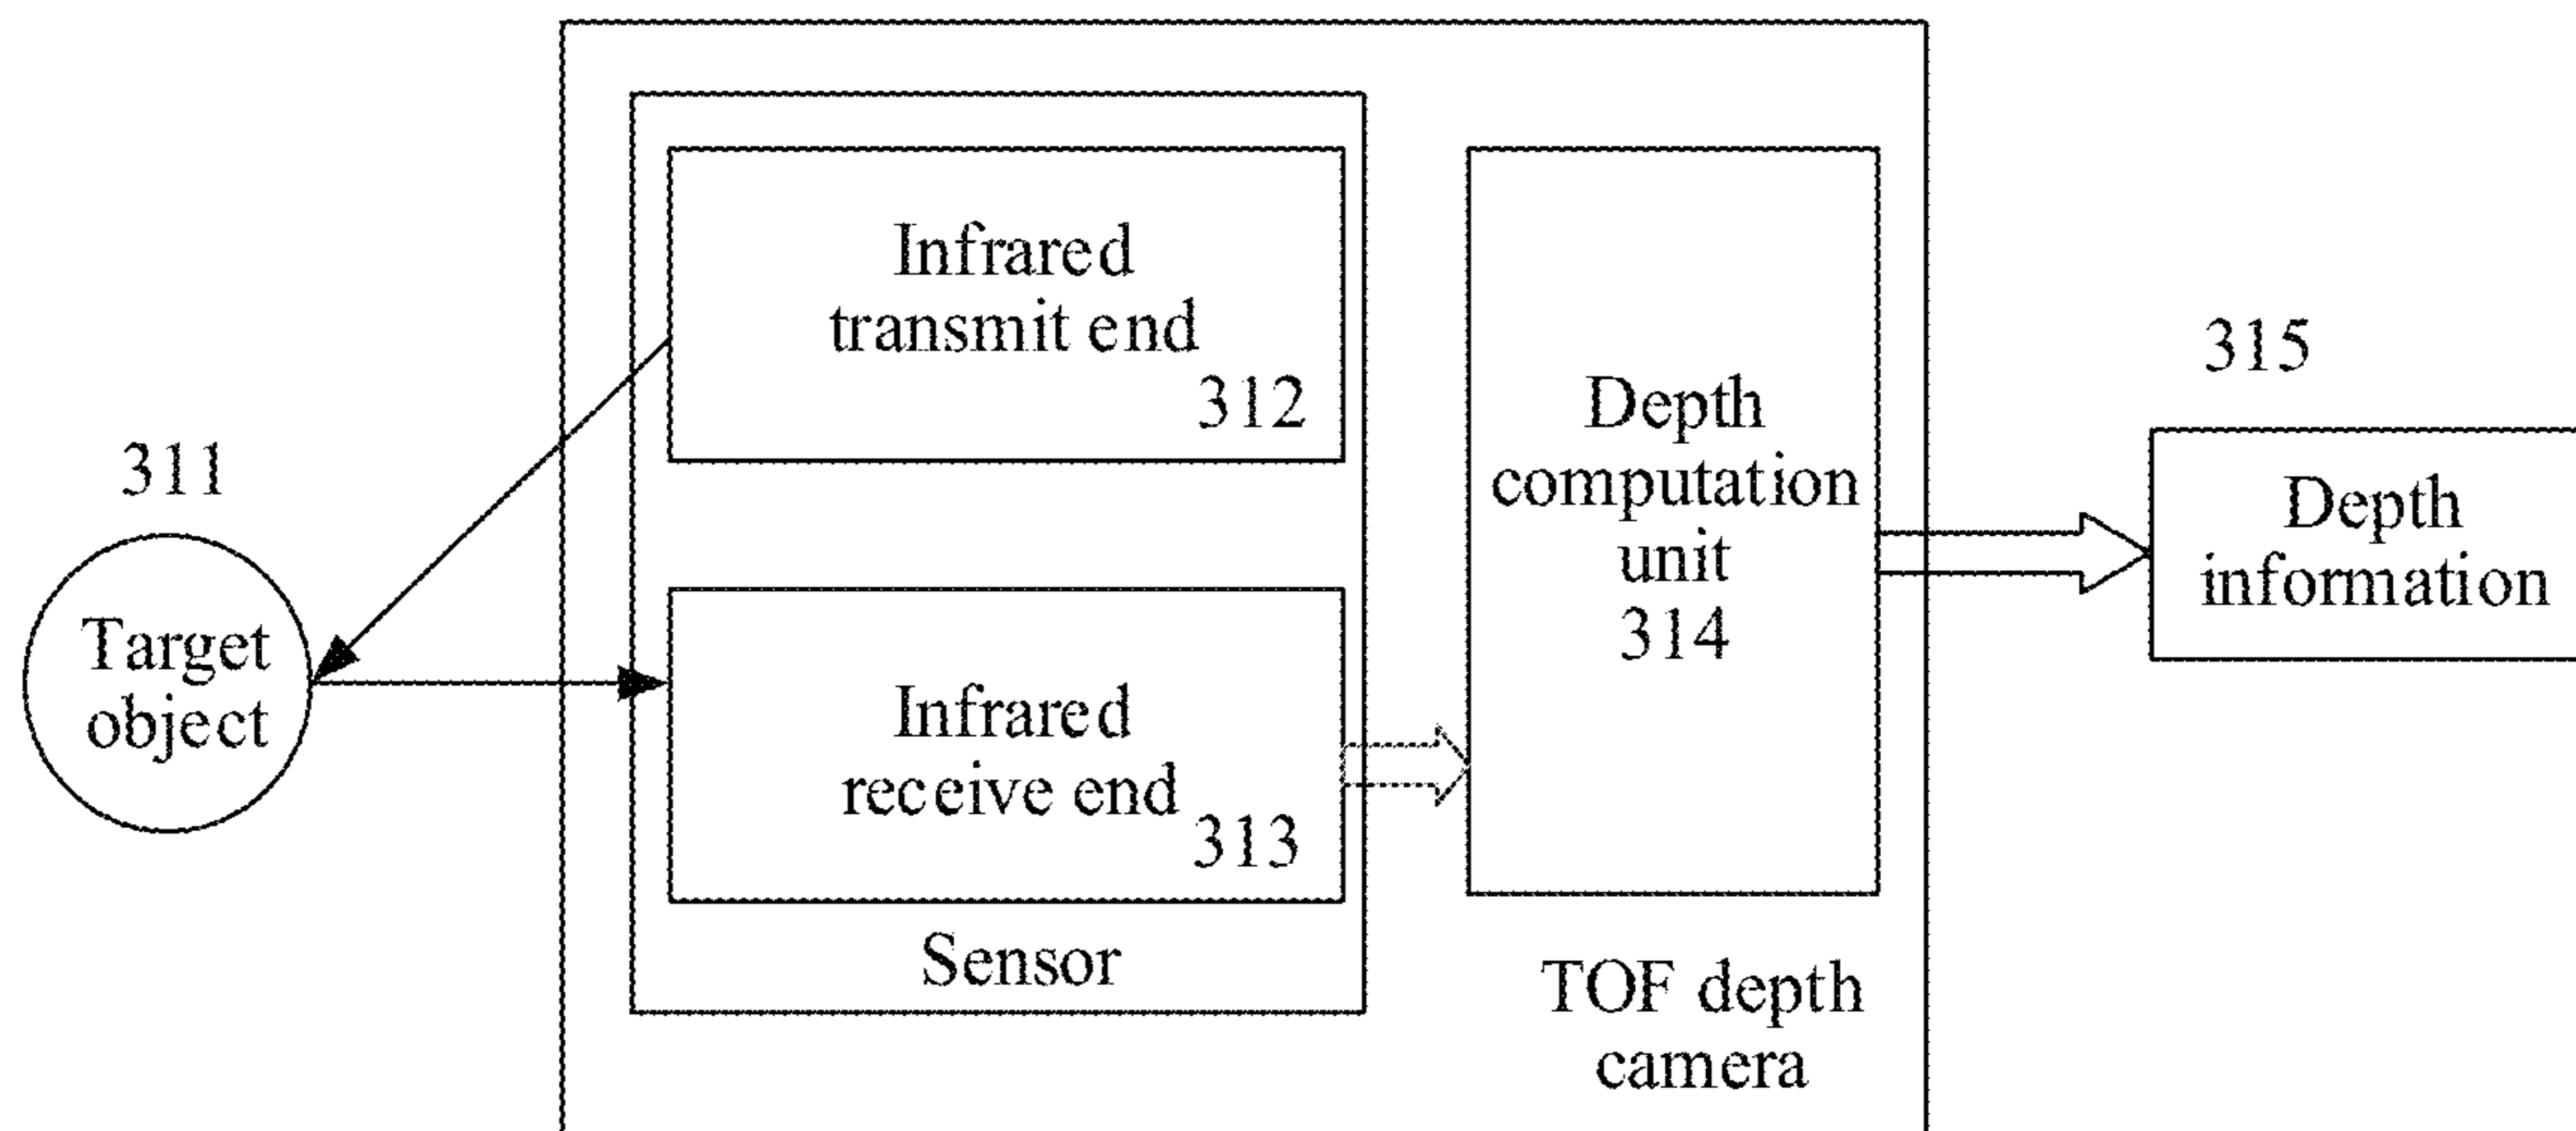 311
Target
object
Infrared
transmit end
312
Infrared
receive end
313
Sensor
Depth
computation
unit
314
TOF depth
camera
315
Depth
information